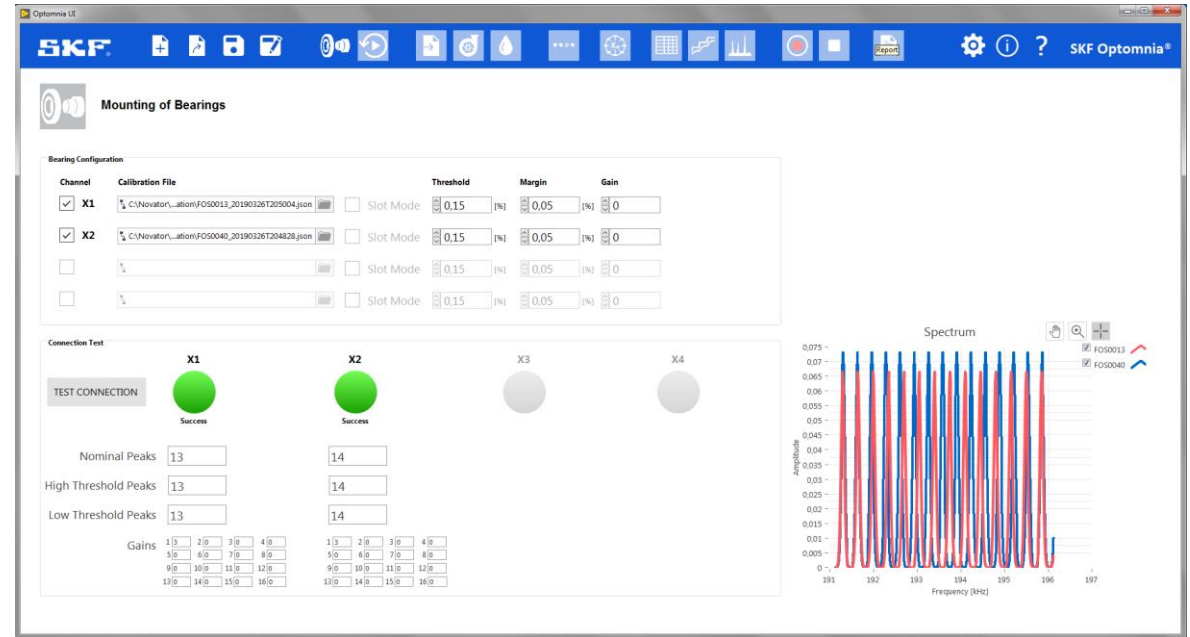 Optomnia UI
SKF. Report SKF Optomnia®
Mounting of Bearings
Bearing Configuration
Channel Calibration File Threshold Margin Gain
X1 C:\Novator\...ation\FOS0013_20190326T205004.json Slot Mode 0,15 [%] 0,05 [%] 0
X2 C:\Novator\...ation\FOS0040_20190326T204828.json Slot Mode 0,15 [%] 0,05 [%] 0
Slot Mode 0,15 [%] 0,05 [%] 0
Slot Mode 0,15 [%] 0,05 [%] 0
Connection Test
X1 X2 X3 X4
TEST CONNECTION
Success Success
Nominal Peaks 13 14
High Threshold Peaks 13 14
Low Threshold Peaks 13 14
Gains 1 3 2 0 3 0 4 0 1 3 2 0 3 0 4 0
5 0 6 0 7 0 8 0 5 0 6 0 7 0 8 0
9 0 10 0 11 0 12 0 9 0 10 0 11 0 12 0
13 0 14 0 15 0 16 0 13 0 14 0 15 0 16 0
Spectrum
FOS0013
FOS0040
Amplitude
0,075
0,07
0,065
0,06
0,055
0,05
0,045
0,04
0,035
0,03
0,025
0,02
0,015
0,01
0,005
0
191 192 193 194 195 196 197
Frequency [kHz]